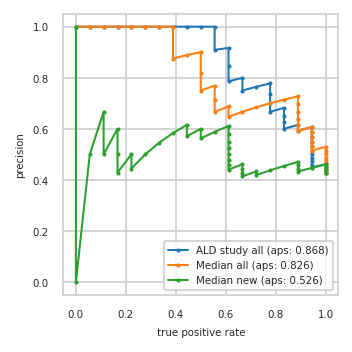 1.0
0.8
0.6
0.4
0.2
0.0
precision
0.0 0.2 0.4 0.6 0.8 1.0
true positive rate
ALD study all (aps: 0.868)
Median all (aps: 0.826)
Median new (aps: 0.526)